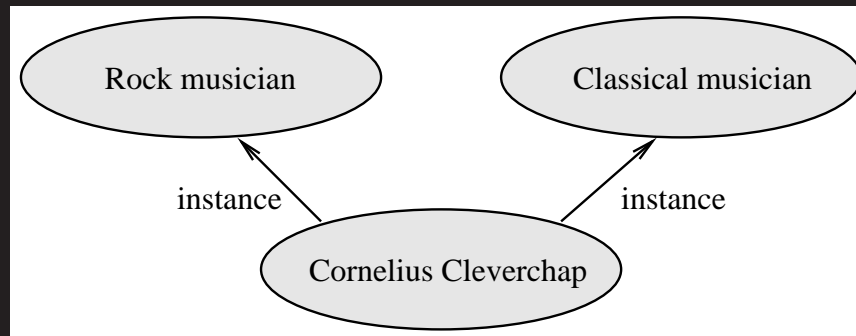 Rock musician
Classical musician
instance
instance
Cornelius Cleverchap